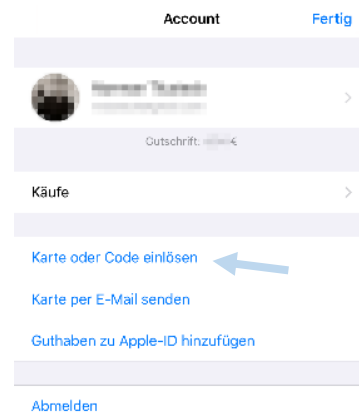 Account
Fertig
Gutschrift: €
Käufe
Karte oder Code einlösen
Karte per E-Mail senden
Guthaben zu Apple-ID hinzufügen
Abmelden